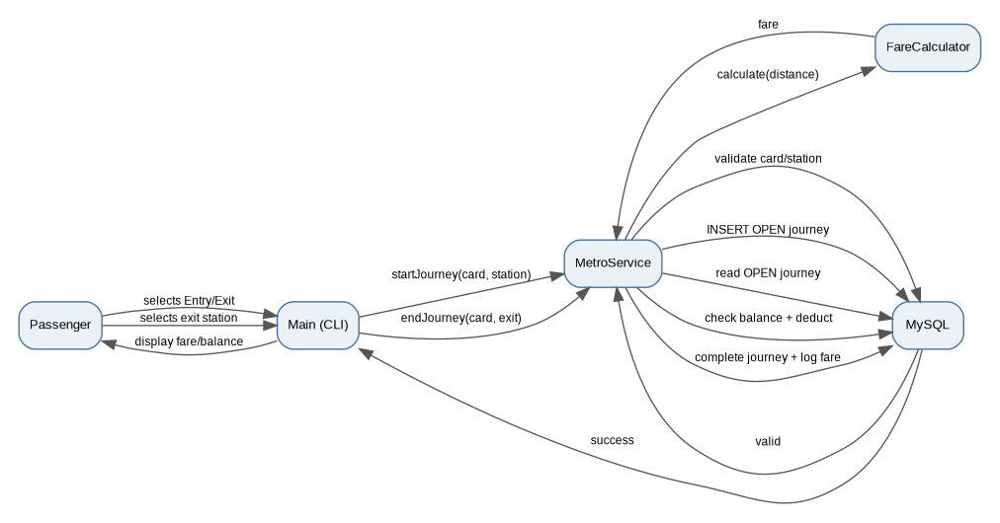 fare
FareCalculator
calculate(distance)
validate card/station
INSERT OPEN journey
MetroService
startJourney(card, station)
read OPEN journey
selects Entry/Exit
selects exit station
Passenger
Main (CLI)
endJourney(card, exit)
check balance + deduct
MySQL
display fare/balance
complete journey + log fare
success
valid